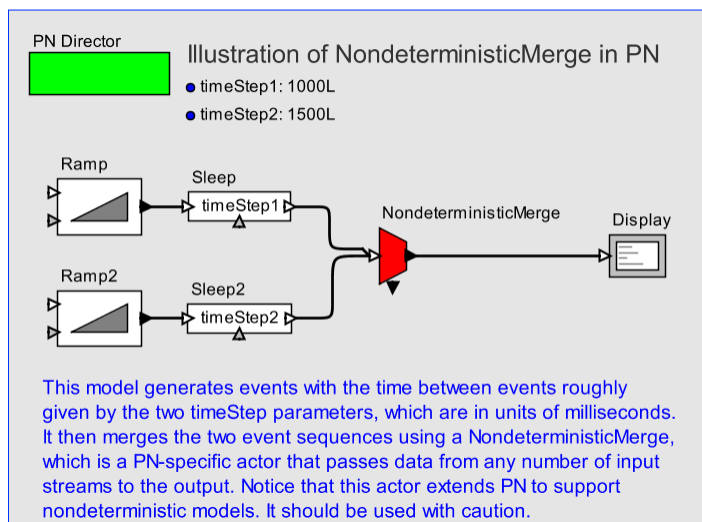 PN Director
Illustration of NondeterministicMerge in PN
timeStep1: 1000L
timeStep2: 1500L
Ramp
Sleep
timeStep1
NondeterministicMerge
Display
Ramp2
Sleep2
timeStep2
This model generates events with the time between events roughly
given by the two timeStep parameters, which are in units of milliseconds.
It then merges the two event sequences using a NondeterministicMerge,
which is a PN-specific actor that passes data from any number of input
streams to the output. Notice that this actor extends PN to support
nondeterministic models. It should be used with caution.